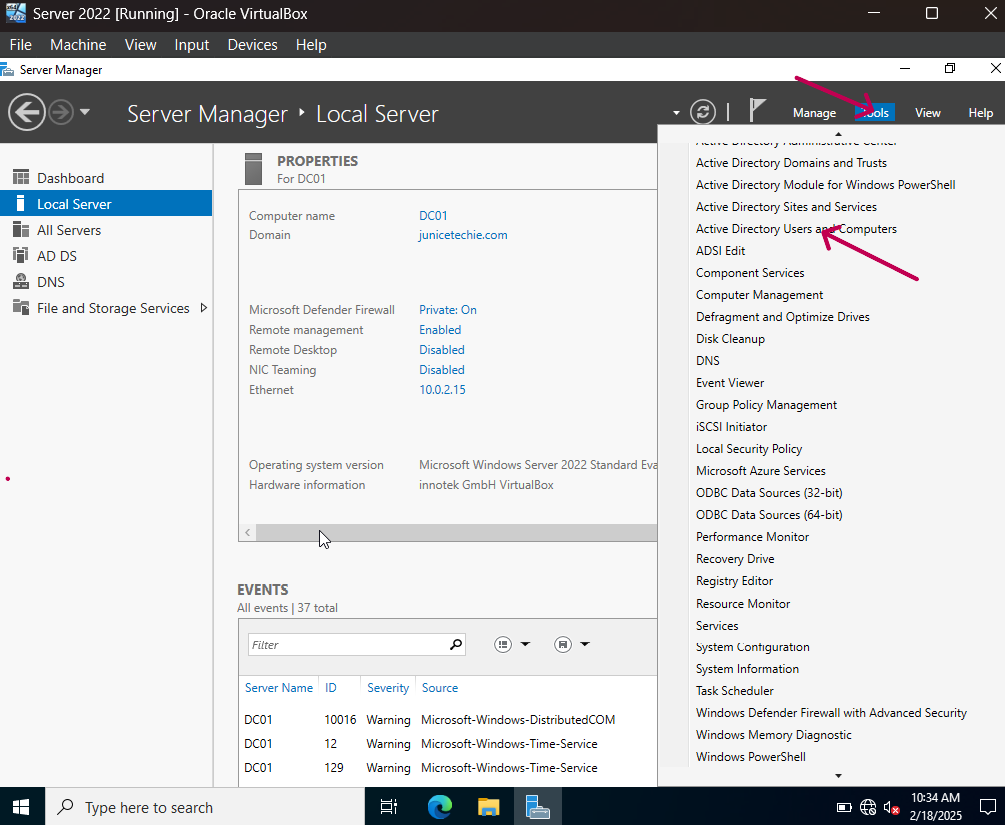 Server 2022 [Running] - Oracle VirtualBox
File Machine View Input Devices Help
Server Manager
Server Manager Local Server
Manage Tools View Help
Dashboard
Local Server
All Servers
AD DS
DNS
File and Storage Services
PROPERTIES
For DC01
Computer name DC01
Domain junicetechie.com
Microsoft Defender Firewall Private: On
Remote management Enabled
Remote Desktop Disabled
NIC Teaming Disabled
Ethernet 10.0.2.15
Operating system version Microsoft Windows Server 2022 Standard Eva
Hardware information innotek GmbH VirtualBox
EVENTS
All events | 37 total
Filter
Server Name ID Severity Source
DC01 10016 Warning Microsoft-Windows-DistributedCOM
DC01 12 Warning Microsoft-Windows-Time-Service
DC01 129 Warning Microsoft-Windows-Time-Service
Active Directory Administrative Center
Active Directory Domains and Trusts
Active Directory Module for Windows PowerShell
Active Directory Sites and Services
Active Directory Users and Computers
ADSI Edit
Component Services
Computer Management
Defragment and Optimize Drives
Disk Cleanup
DNS
Event Viewer
Group Policy Management
iSCSI Initiator
Local Security Policy
Microsoft Azure Services
ODBC Data Sources (32-bit)
ODBC Data Sources (64-bit)
Performance Monitor
Recovery Drive
Registry Editor
Resource Monitor
Services
System Configuration
System Information
Task Scheduler
Windows Defender Firewall with Advanced Security
Windows Memory Diagnostic
Windows PowerShell
Type here to search
10:34 AM
2/18/2025